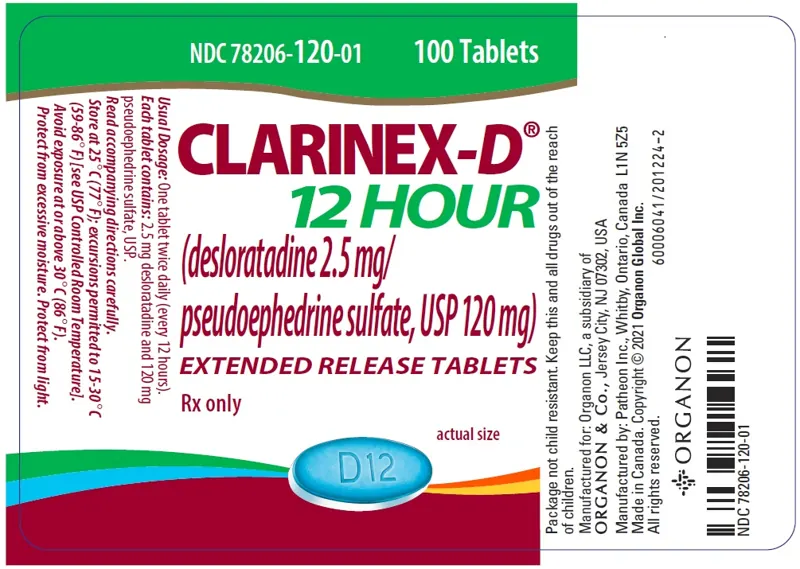 NDC 78206-120-01 100 Tablets
CLARINEX-D®
12 HOUR
(desloratadine 2.5 mg/
pseudoephedrine sulfate, USP 120 mg)
EXTENDED RELEASE TABLETS
Rx only
actual size
D12
Usual Dosage: One tablet twice daily (every 12 hours).
Each tablet contains: 2.5 mg desloratadine and 120 mg
pseudoephedrine sulfate, USP.
Read accompanying directions carefully.
Store at 25°C (77°F); excursions permitted to 15-30°C
(59-86°F) [see USP Controlled Room Temperature].
Avoid exposure at or above 30°C (86°F).
Protect from excessive moisture. Protect from light.
Package not child resistant. Keep this and all drugs out of the reach
of children.
Manufactured for: Organon LLC, a subsidiary of
ORGANON & Co., Jersey City, NJ 07302, USA
Manufactured by: Patheon Inc., Whitby, Ontario, Canada L1N 5Z5
Made in Canada. Copyright © 2021 Organon Global Inc.
All rights reserved. 60006041/201224-2
ORGANON
NDC 78206-120-01